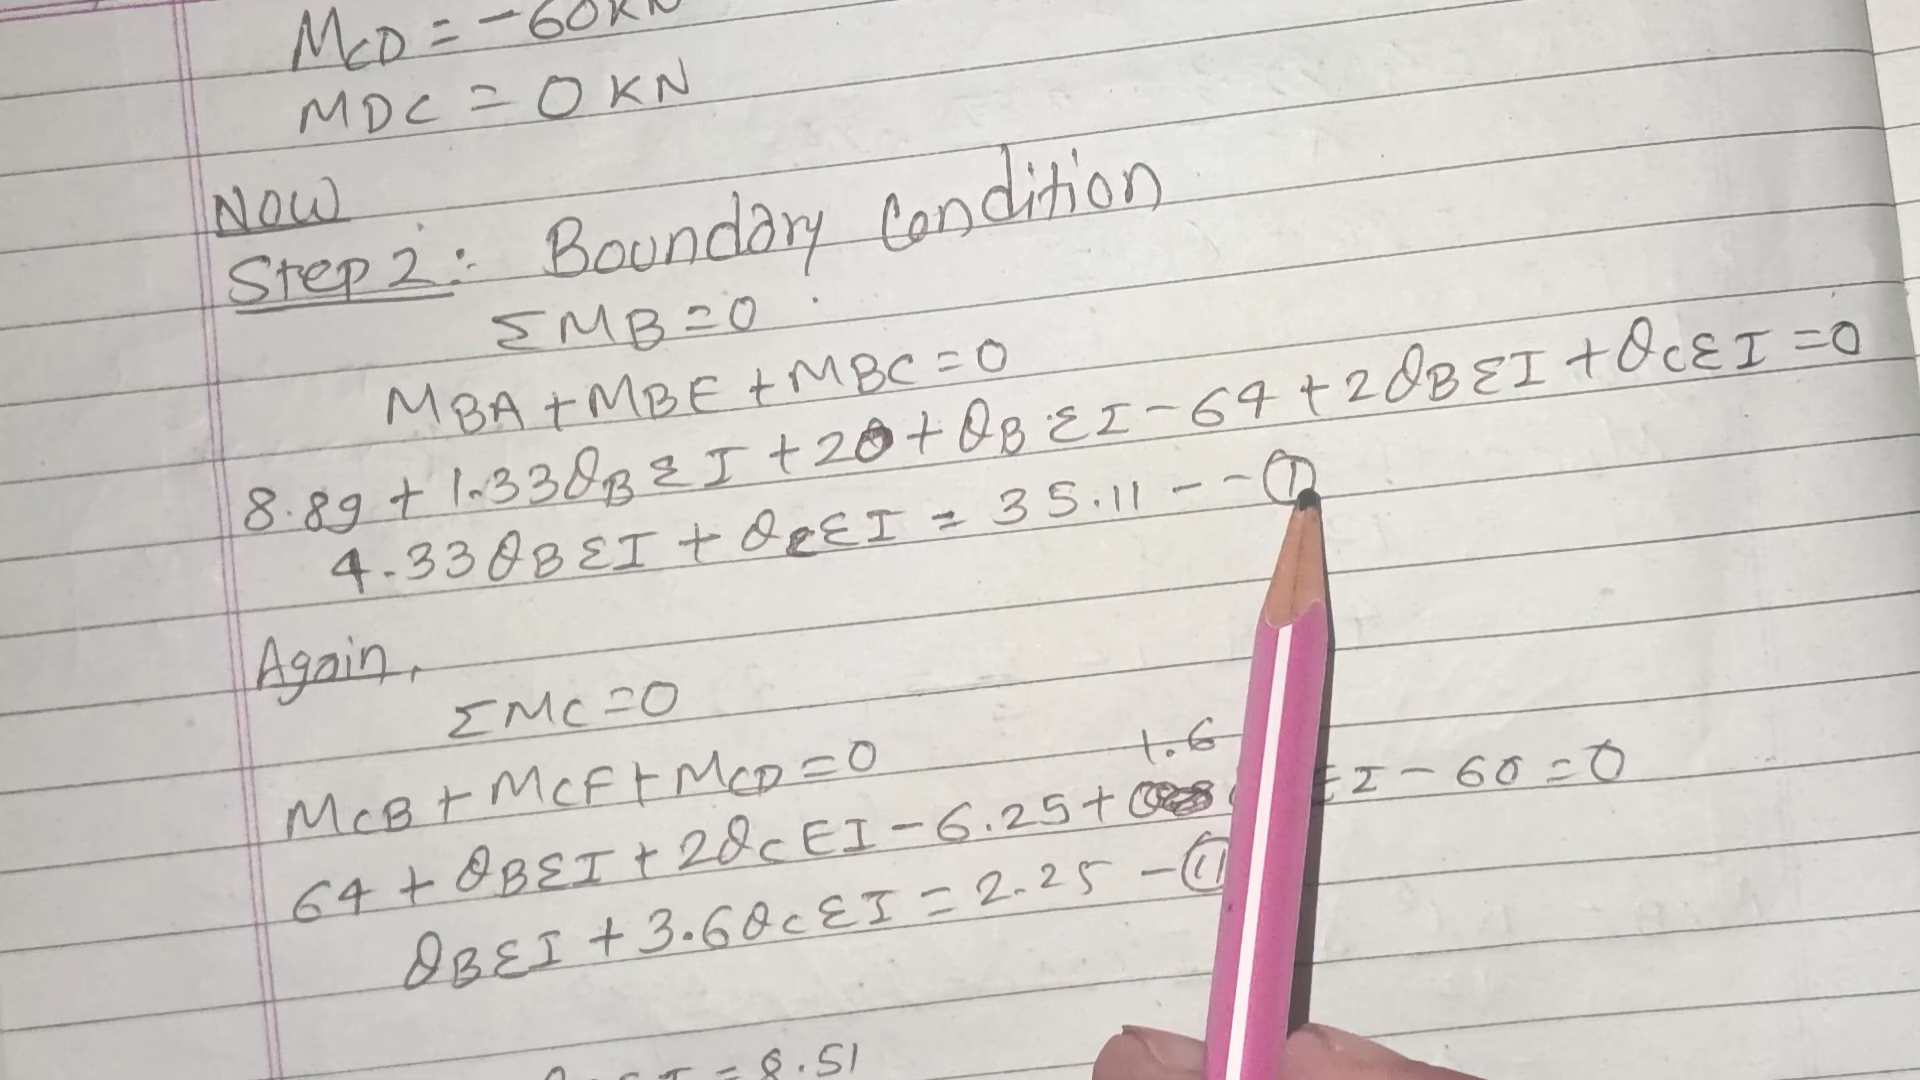 MCD = -60KN
MDC = 0 KN
Now
Step 2: Boundary Condition
ΣMB=0
MBA+MBE+MBC=0
8.89+1.33θBEI+20+θBEI-64+2θBEI+θCEI=0
4.33θBEI+θCEI=35.11--①
Again,
ΣMC=0
MCB+MCF+MCD=0
1.6
64+θBEI+2θCEI-6.25+ EI-60=0
θBEI+3.6θCEI=2.25-⑪
EI=8.51